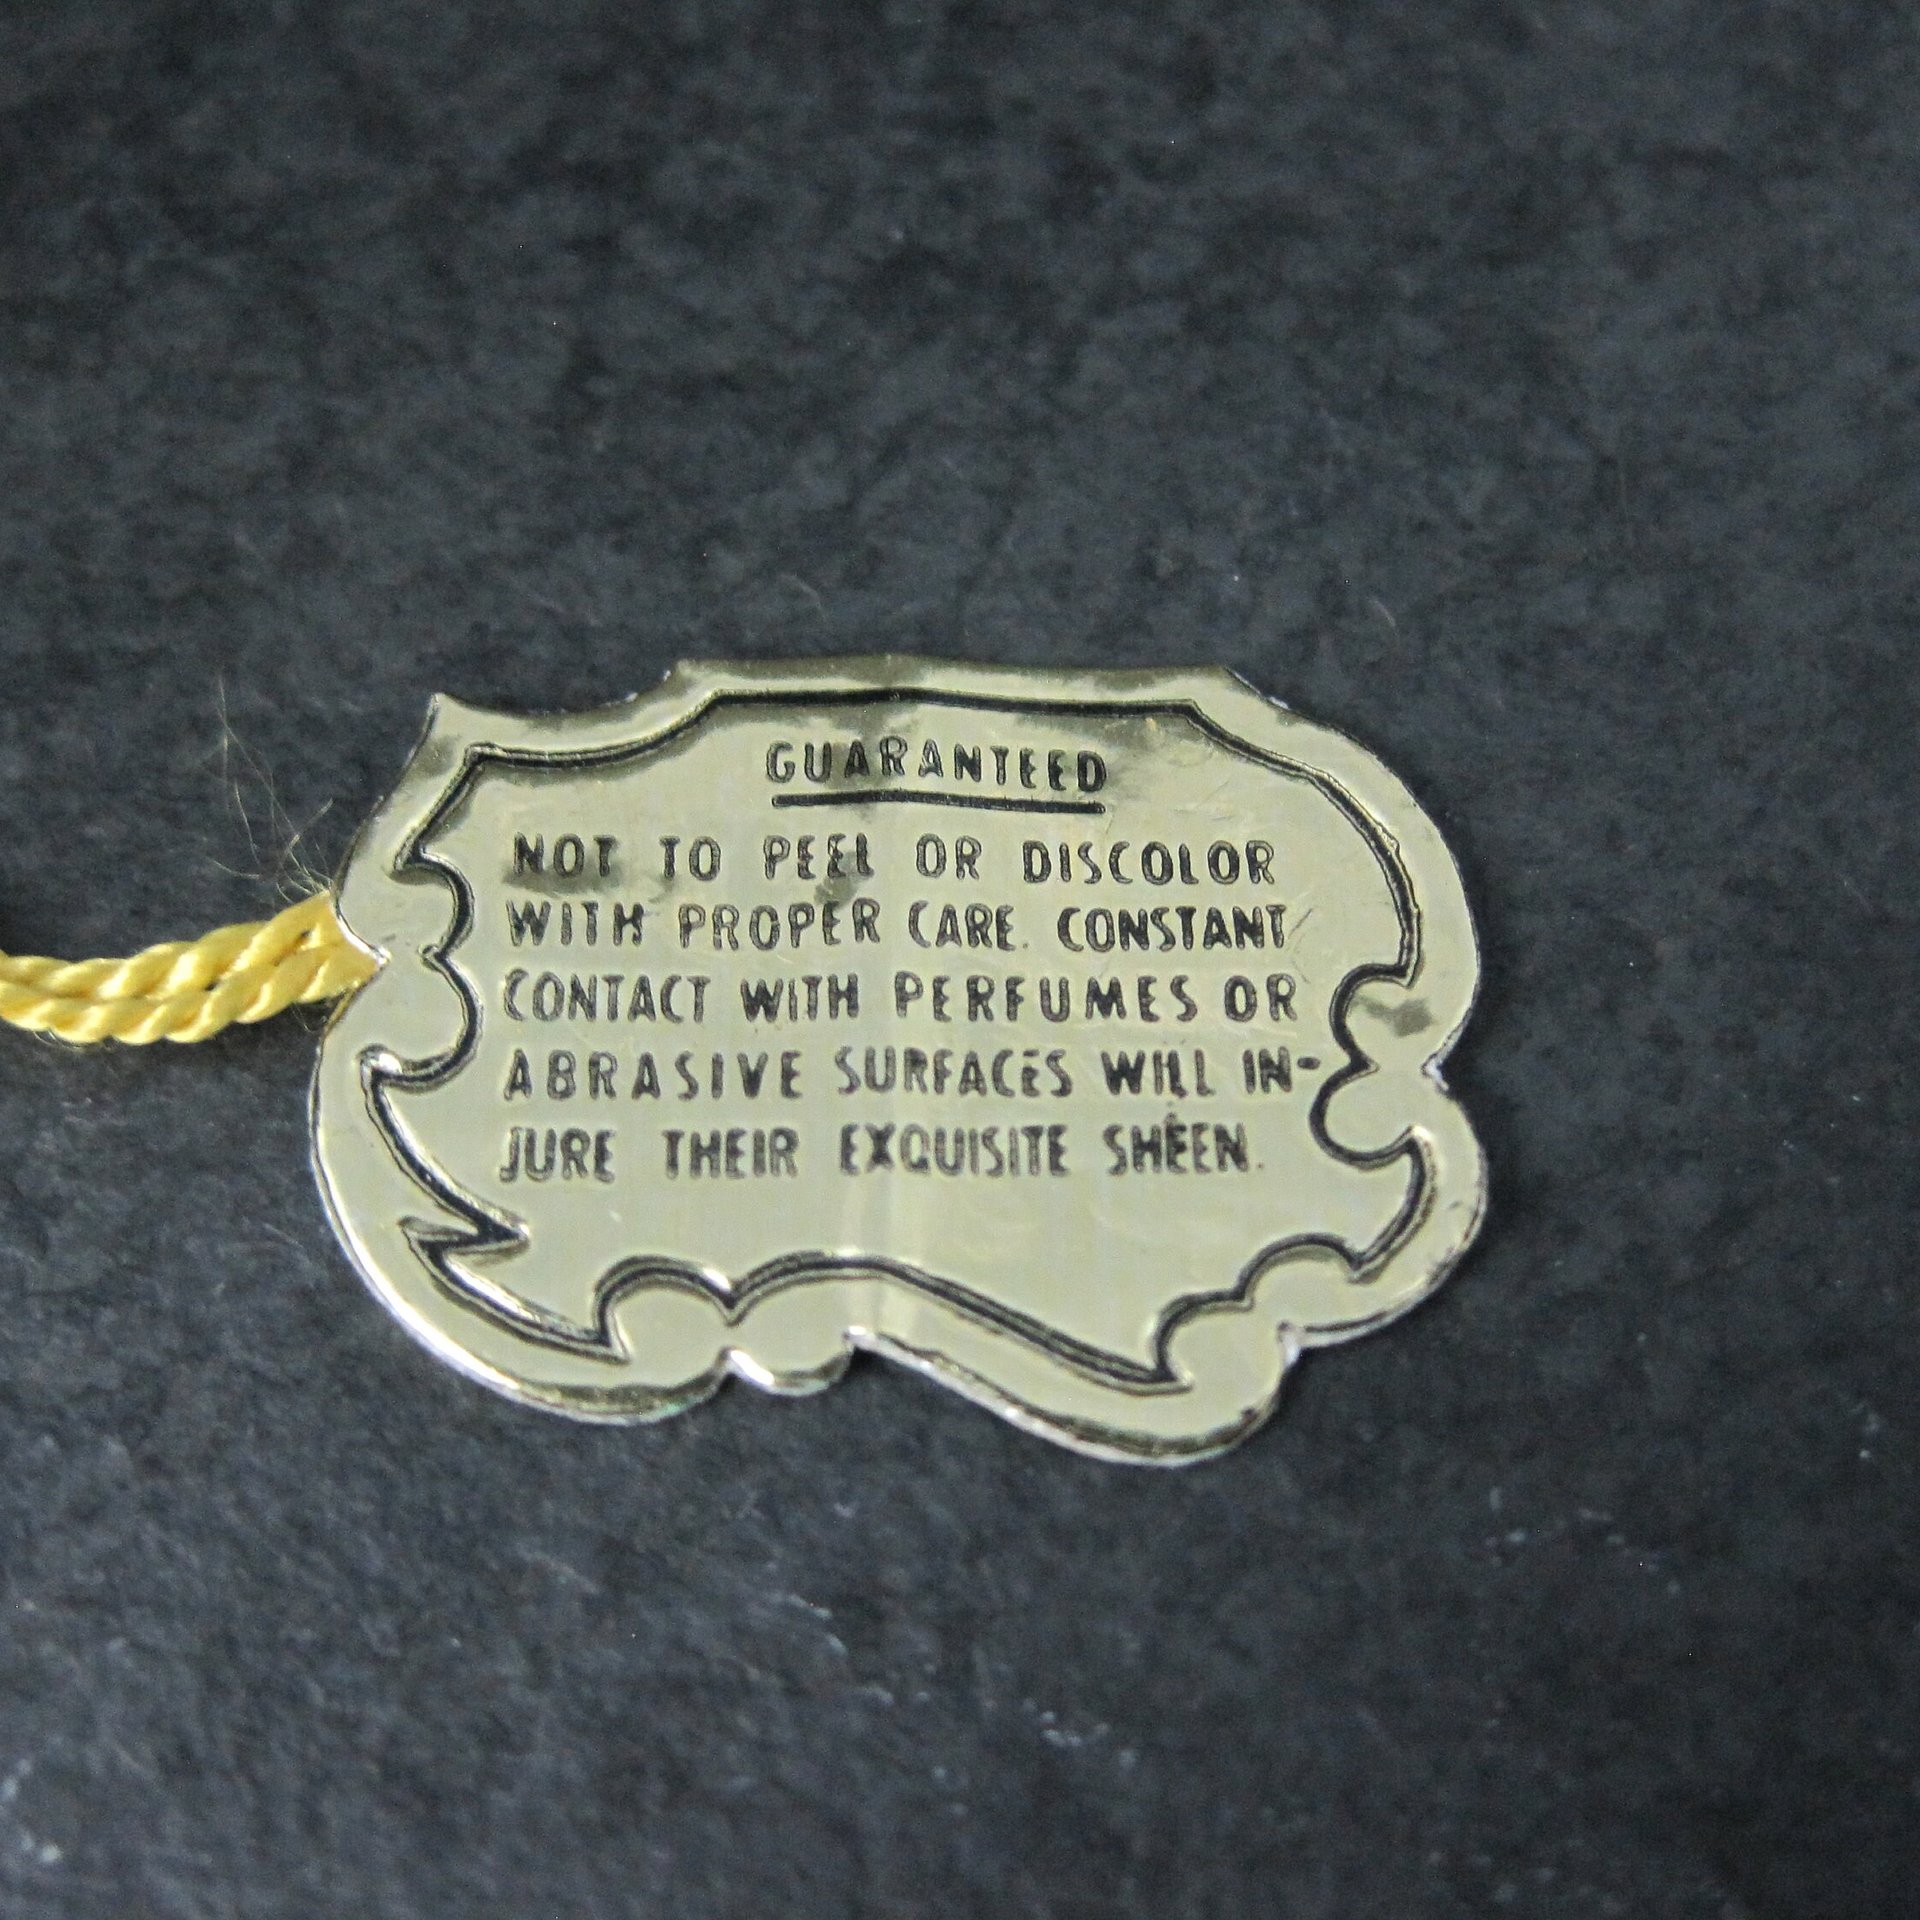 GUARANTEED
NOT TO PEEL OR DISCOLOR
WITH PROPER CARE. CONSTANT
CONTACT WITH PERFUMES OR
ABRASIVE SURFACES WILL IN-
JURE THEIR EXQUISITE SHEEN.